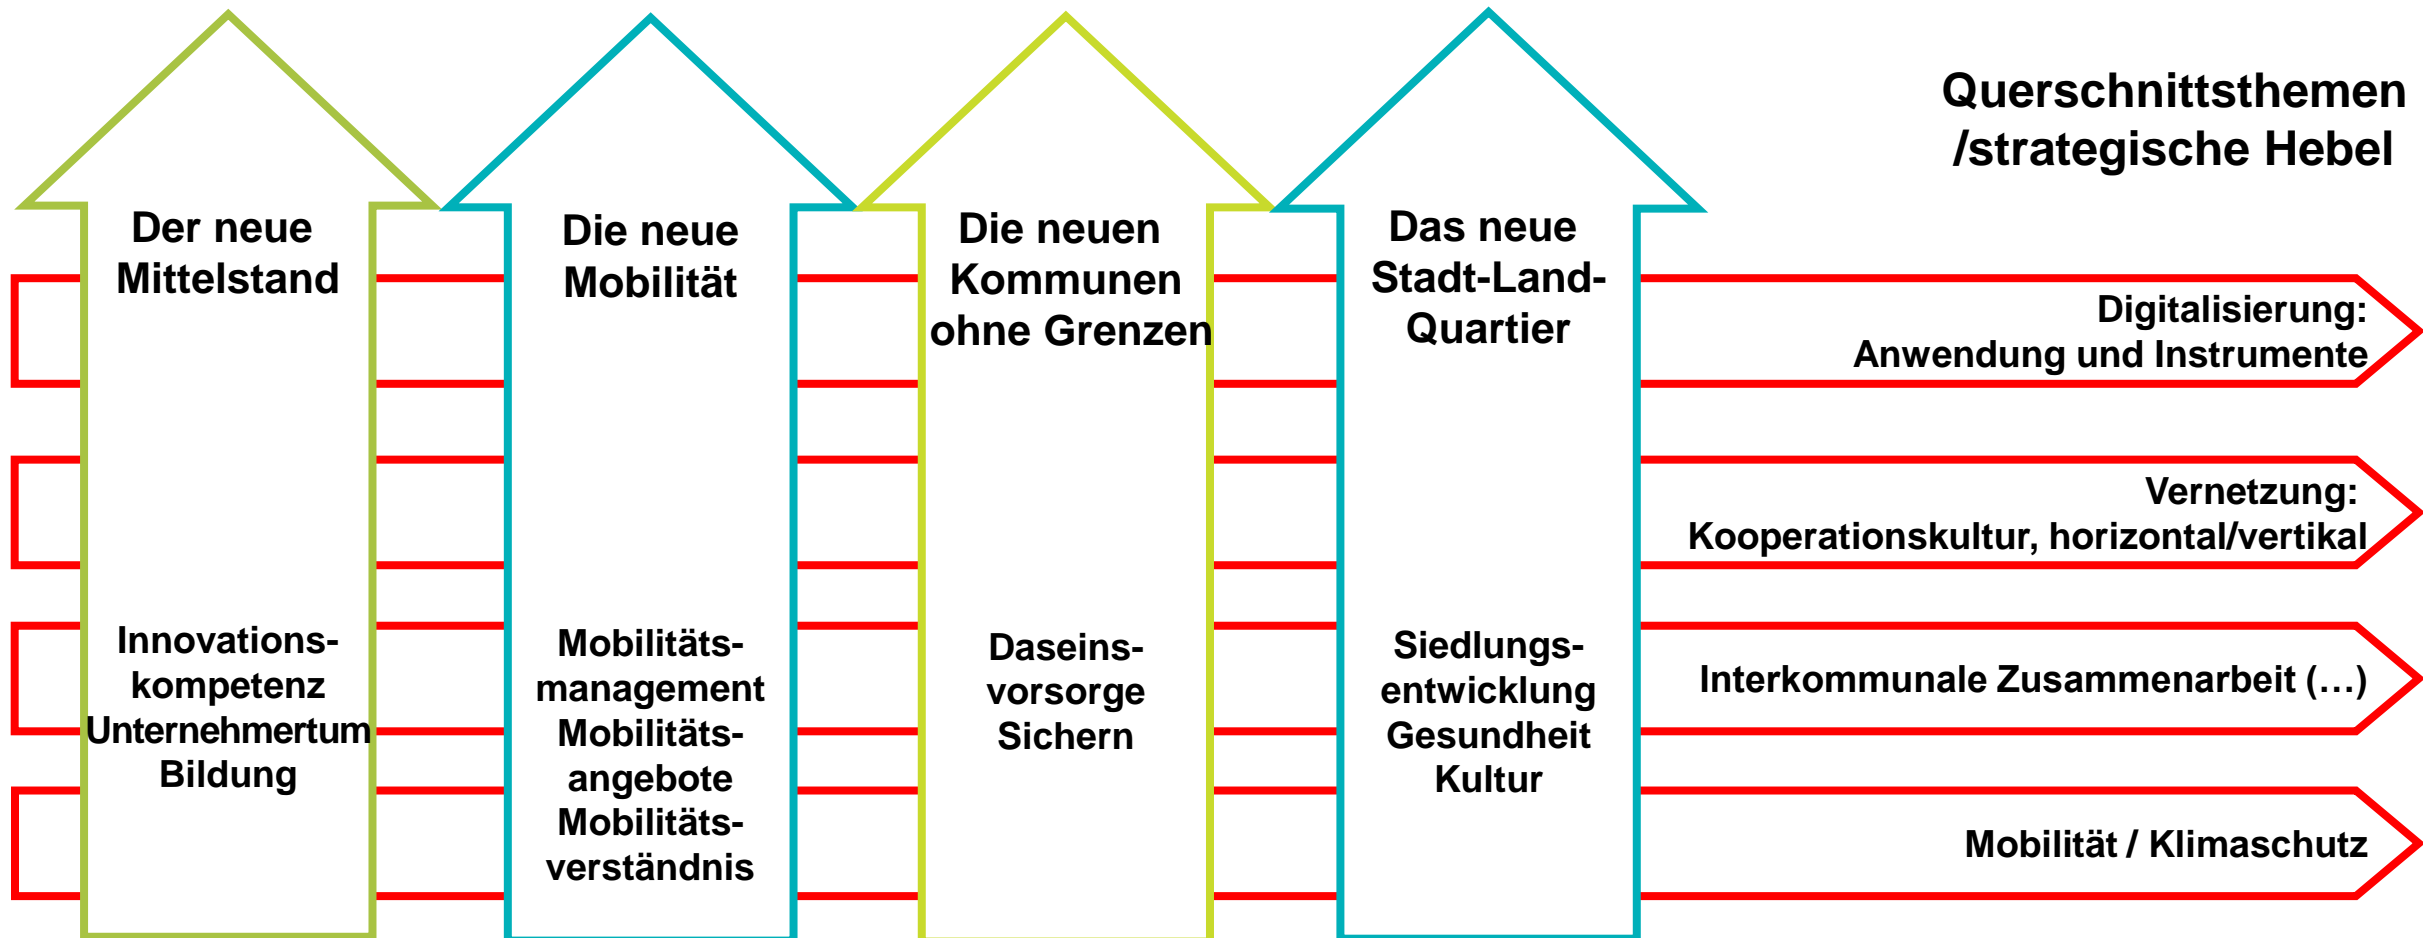 Querschnittsthemen
/strategische Hebel
Der neue
Mittelstand
Innovations-
kompetenz
Unternehmertum
Bildung
Die neue
Mobilität
Mobilitäts-
management
Mobilitäts-
angebote
Mobilitäts-
verständnis
Die neuen
Kommunen
ohne Grenzen
Daseins-
vorsorge
Sichern
Das neue
Stadt-Land-
Quartier
Siedlungs-
entwicklung
Gesundheit
Kultur
Digitalisierung:
Anwendung und Instrumente
Vernetzung:
Kooperationskultur, horizontal/vertikal
Interkommunale Zusammenarbeit (…)
Mobilität / Klimaschutz